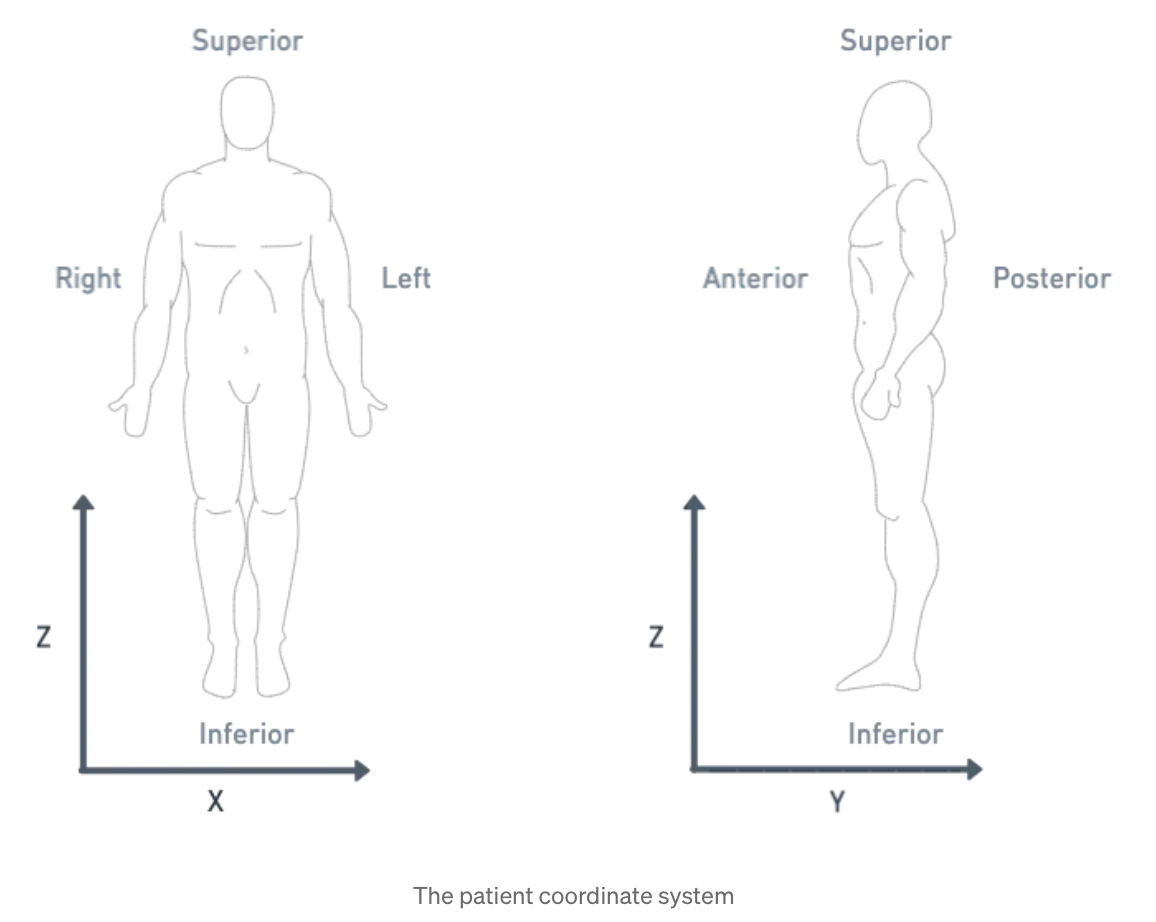 Superior
Right
Left
Z
Inferior
X
Superior
Anterior
Posterior
Z
Inferior
Y
The patient coordinate system